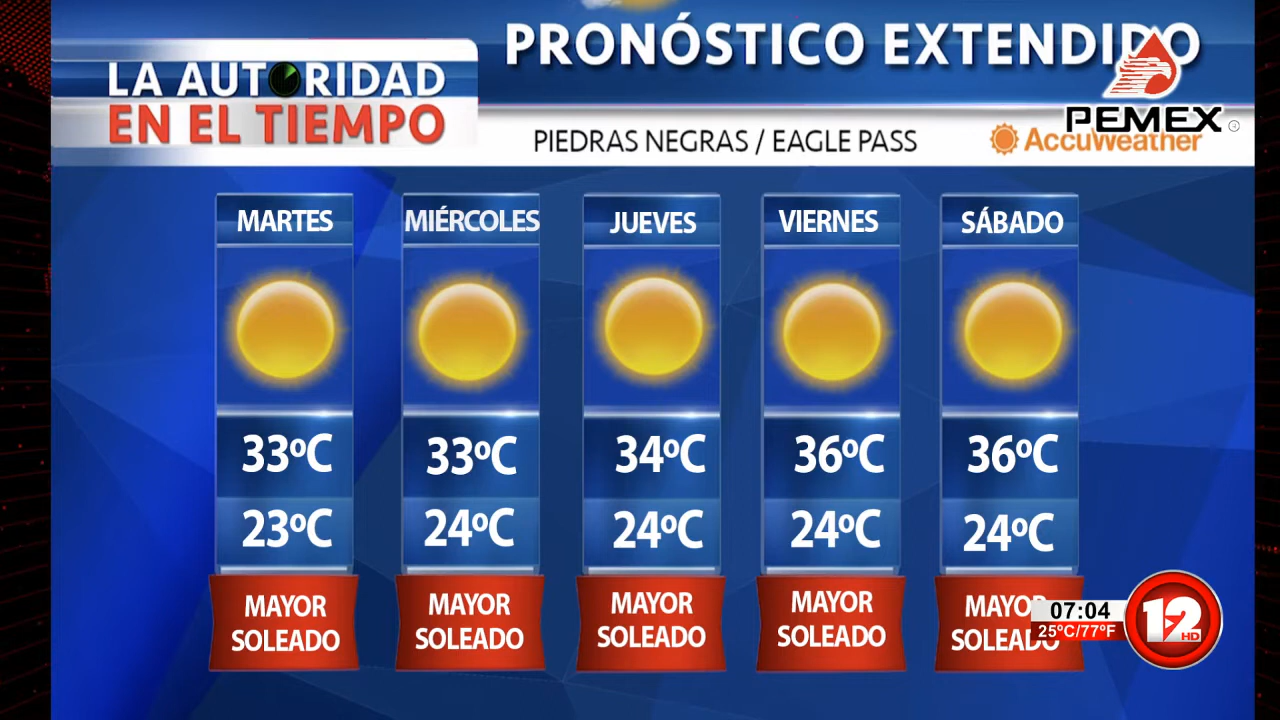 PRONÓSTICO EXTENDIDO
LA AUTORIDAD
EN EL TIEMPO
PEMEX
PIEDRAS NEGRAS / EAGLE PASS
AccuWeather
MARTES
MIÉRCOLES
JUEVES
VIERNES
SÁBADO
33ºC
33ºC
34ºC
36ºC
36ºC
23ºC
24ºC
24ºC
24ºC
24ºC
MAYOR
SOLEADO
MAYOR
SOLEADO
MAYOR
SOLEADO
MAYOR
SOLEADO
MAYOR
SOLEADO
07:04
25ºC/77ºF
12
HD